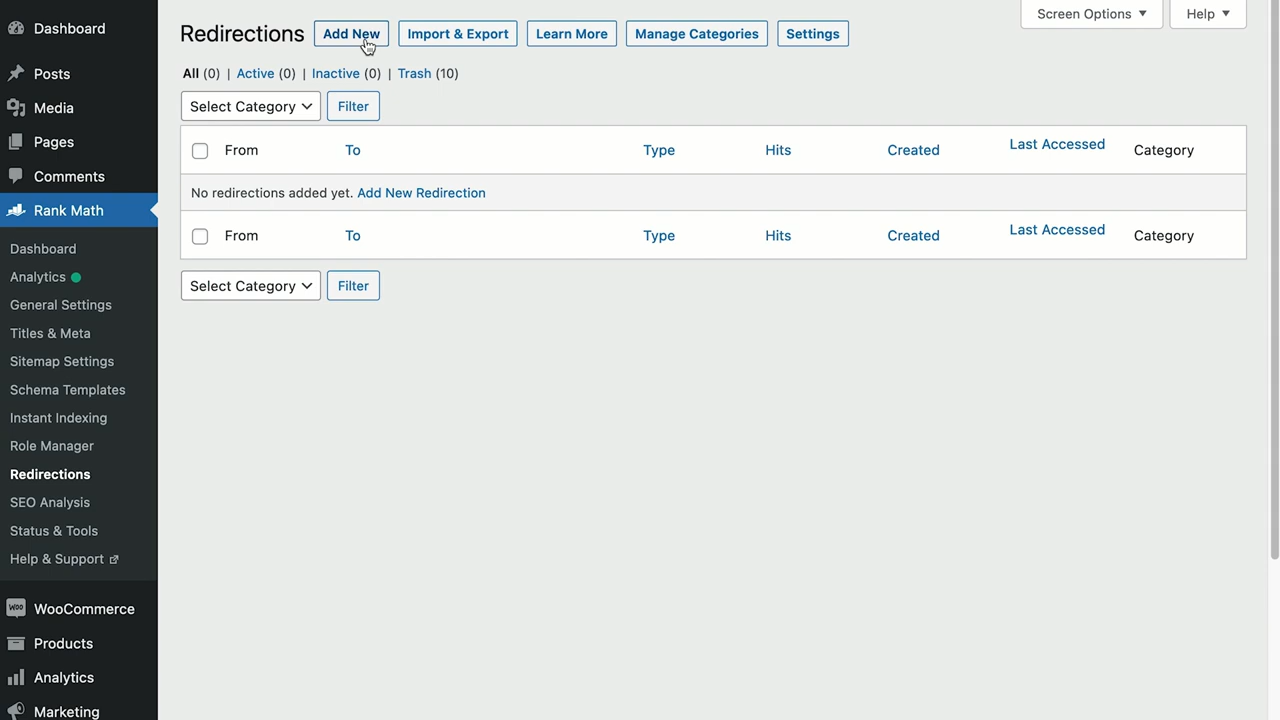 Dashboard
Posts
Media
Pages
Comments
Rank Math
Dashboard
Analytics
General Settings
Titles & Meta
Sitemap Settings
Schema Templates
Instant Indexing
Role Manager
Redirections
SEO Analysis
Status & Tools
Help & Support
WooCommerce
Products
Analytics
Marketing
Screen Options Help
Redirections Add New Import & Export Learn More Manage Categories Settings
All (0) | Active (0) | Inactive (0) | Trash (10)
Select Category Filter
From To Type Hits Created Last Accessed Category
No redirections added yet. Add New Redirection
From To Type Hits Created Last Accessed Category
Select Category Filter